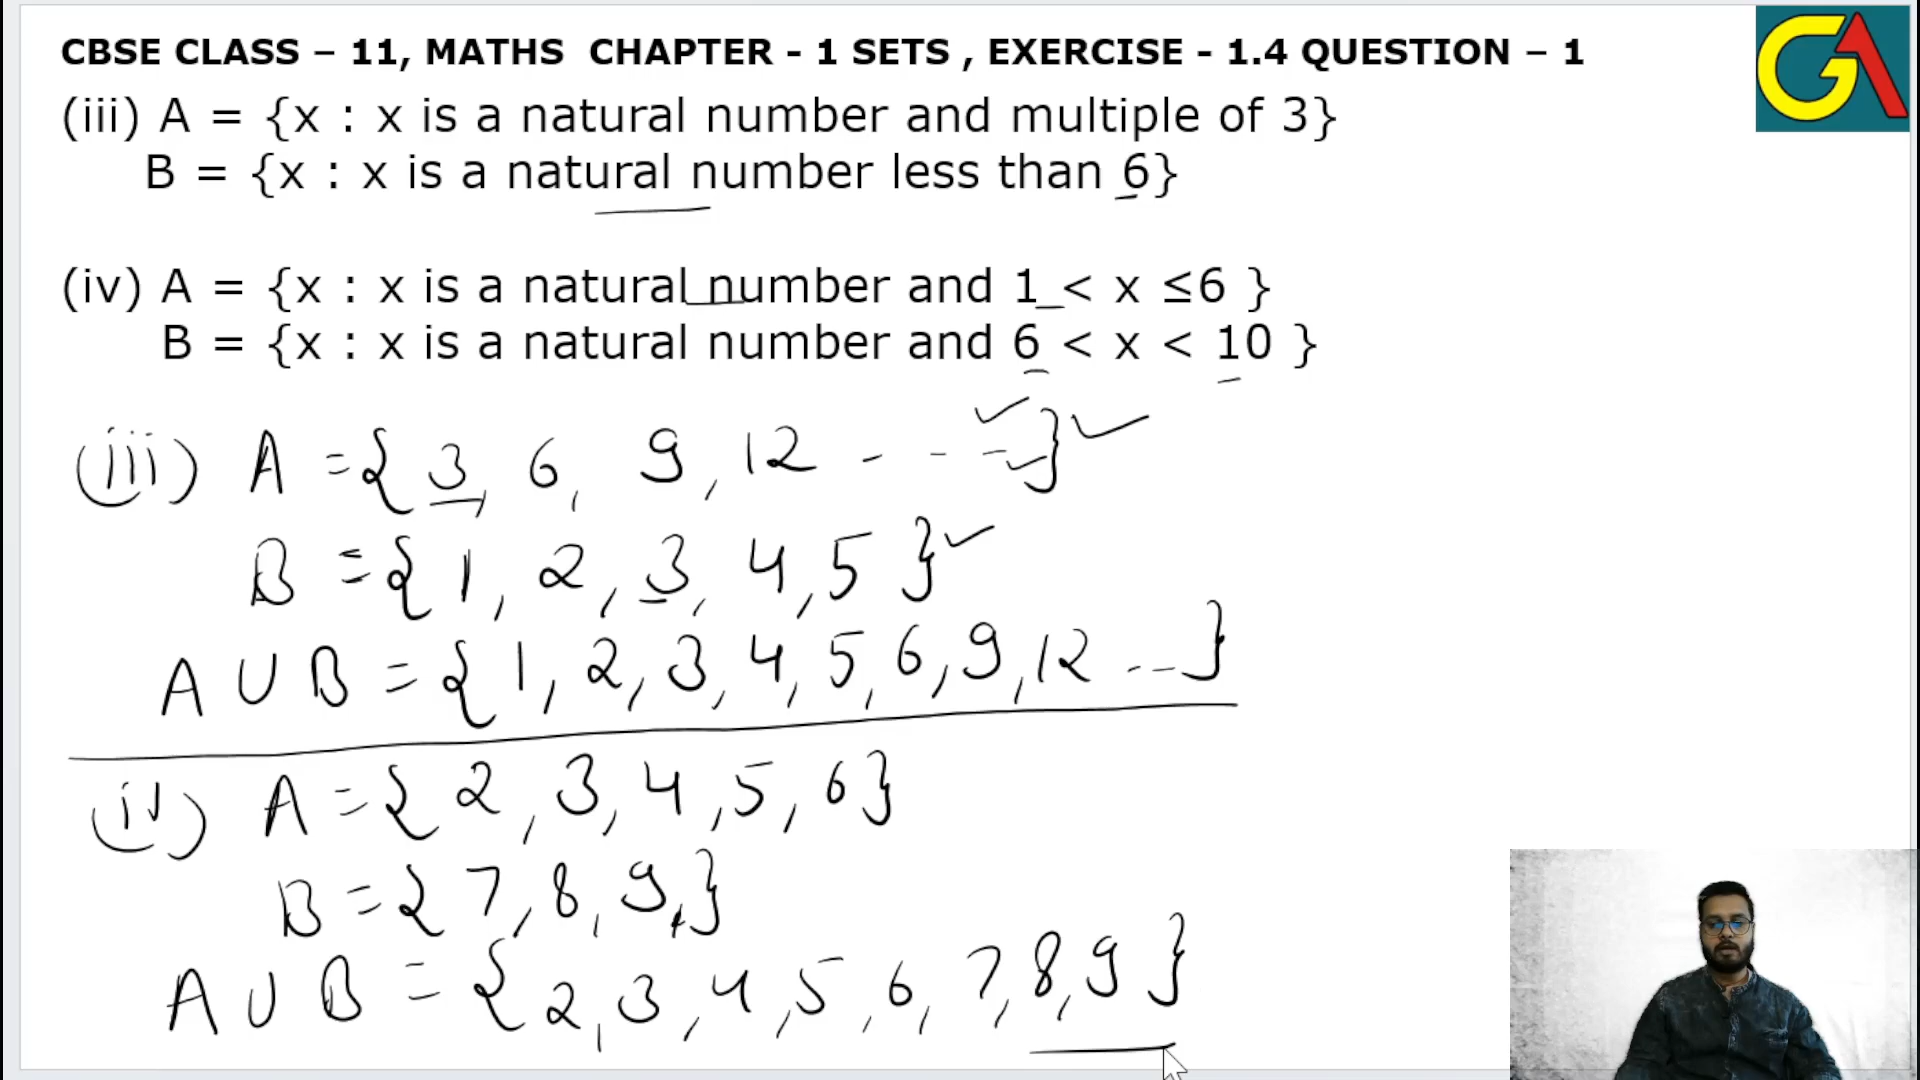 CBSE CLASS – 11, MATHS CHAPTER - 1 SETS , EXERCISE - 1.4 QUESTION – 1
(iii) A = {x : x is a natural number and multiple of 3}
B = {x : x is a natural number less than 6}
(iv) A = {x : x is a natural number and 1 < x ≤6 }
B = {x : x is a natural number and 6 < x < 10 }
(iii) A = { 3, 6, 9, 12 - - - }
B = { 1, 2, 3, 4, 5 }
A ∪ B = { 1, 2, 3, 4, 5, 6, 9, 12 -- }
(iv) A = { 2, 3, 4, 5, 6}
B = { 7, 8, 9,}
A ∪ B = { 2, 3, 4, 5, 6, 7, 8, 9 }
GA